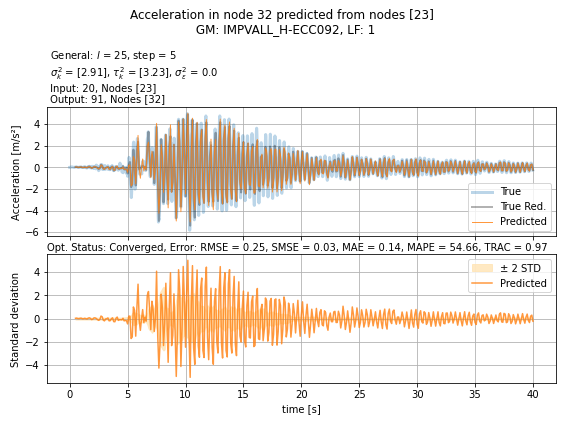 Acceleration in node 32 predicted from nodes [23]
GM: IMPVALL_H-ECC092, LF: 1
General: l = 25, step = 5
σ²ₖ = [2.91], τ²ₖ = [3.23], σ²ε = 0.0
Input: 20, Nodes [23]
Output: 91, Nodes [32]
4
2
0
−2
−4
−6
Acceleration [m/s²]
True
True Red.
Predicted
Opt. Status: Converged, Error: RMSE = 0.25, SMSE = 0.03, MAE = 0.14, MAPE = 54.66, TRAC = 0.97
4
2
0
−2
−4
Standard deviation
± 2 STD
Predicted
0 5 10 15 20 25 30 35 40
time [s]